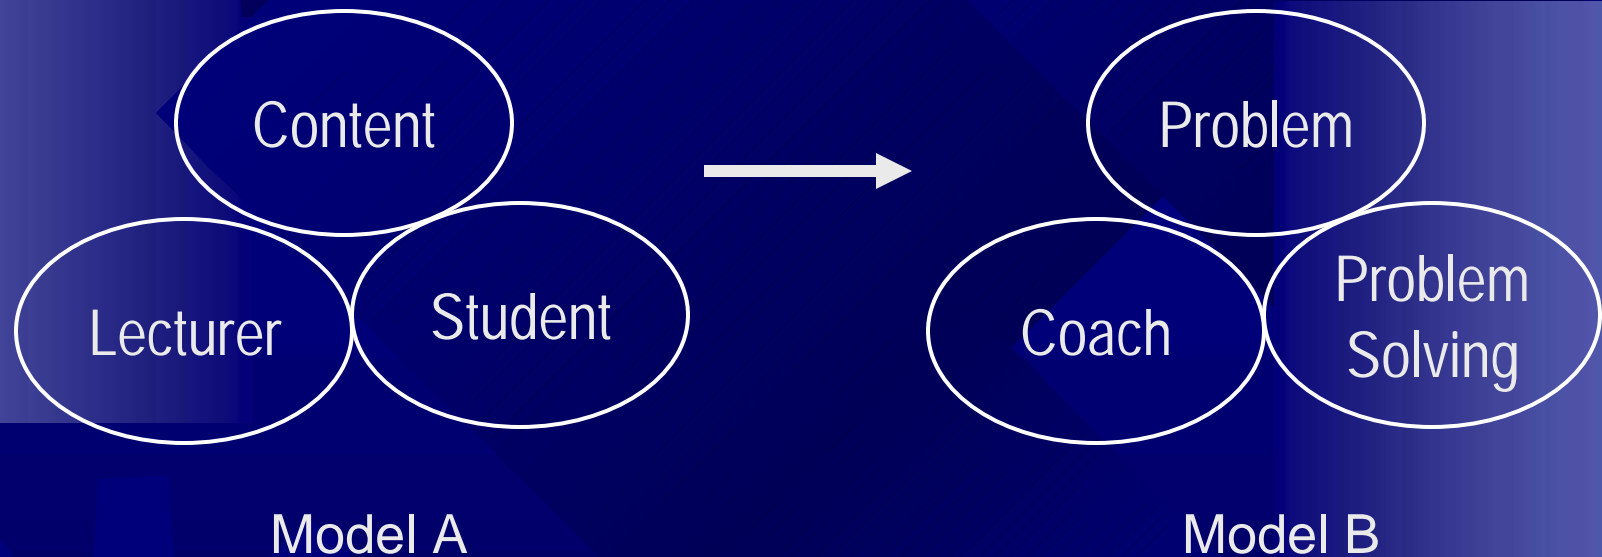 Content
Lecturer
Student
Model A
Problem
Coach
Problem
Solving
Model B